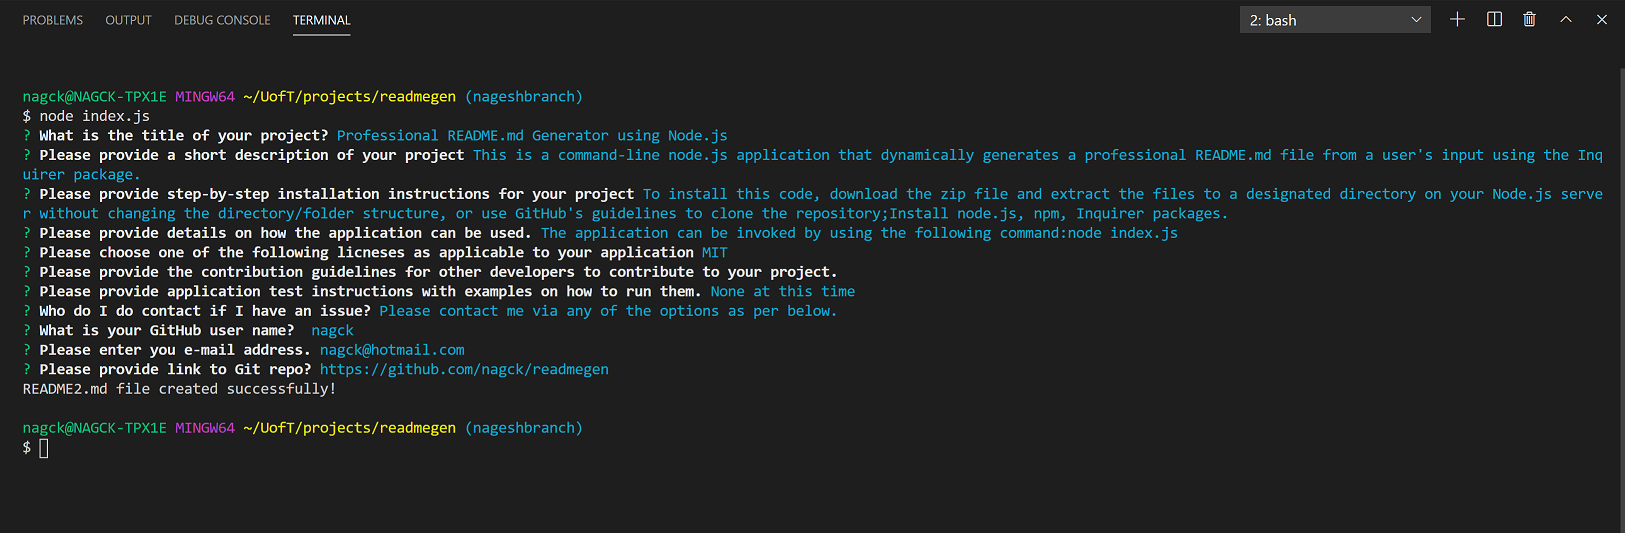 PROBLEMS OUTPUT DEBUG CONSOLE TERMINAL 2: bash
nagck@NAGCK-TPX1E MINGW64 ~/UofT/projects/readmegen (nageshbranch)
$ node index.js
? What is the title of your project? Professional README.md Generator using Node.js
? Please provide a short description of your project This is a command-line node.js application that dynamically generates a professional README.md file from a user's input using the Inq
uirer package.
? Please provide step-by-step installation instructions for your project To install this code, download the zip file and extract the files to a designated directory on your Node.js serve
r without changing the directory/folder structure, or use GitHub's guidelines to clone the repository;Install node.js, npm, Inquirer packages.
? Please provide details on how the application can be used. The application can be invoked by using the following command:node index.js
? Please choose one of the following licneses as applicable to your application MIT
? Please provide the contribution guidelines for other developers to contribute to your project.
? Please provide application test instructions with examples on how to run them. None at this time
? Who do I do contact if I have an issue? Please contact me via any of the options as per below.
? What is your GitHub user name?  nagck
? Please enter you e-mail address. nagck@hotmail.com
? Please provide link to Git repo? https://github.com/nagck/readmegen
README2.md file created successfully!
nagck@NAGCK-TPX1E MINGW64 ~/UofT/projects/readmegen (nageshbranch)
$